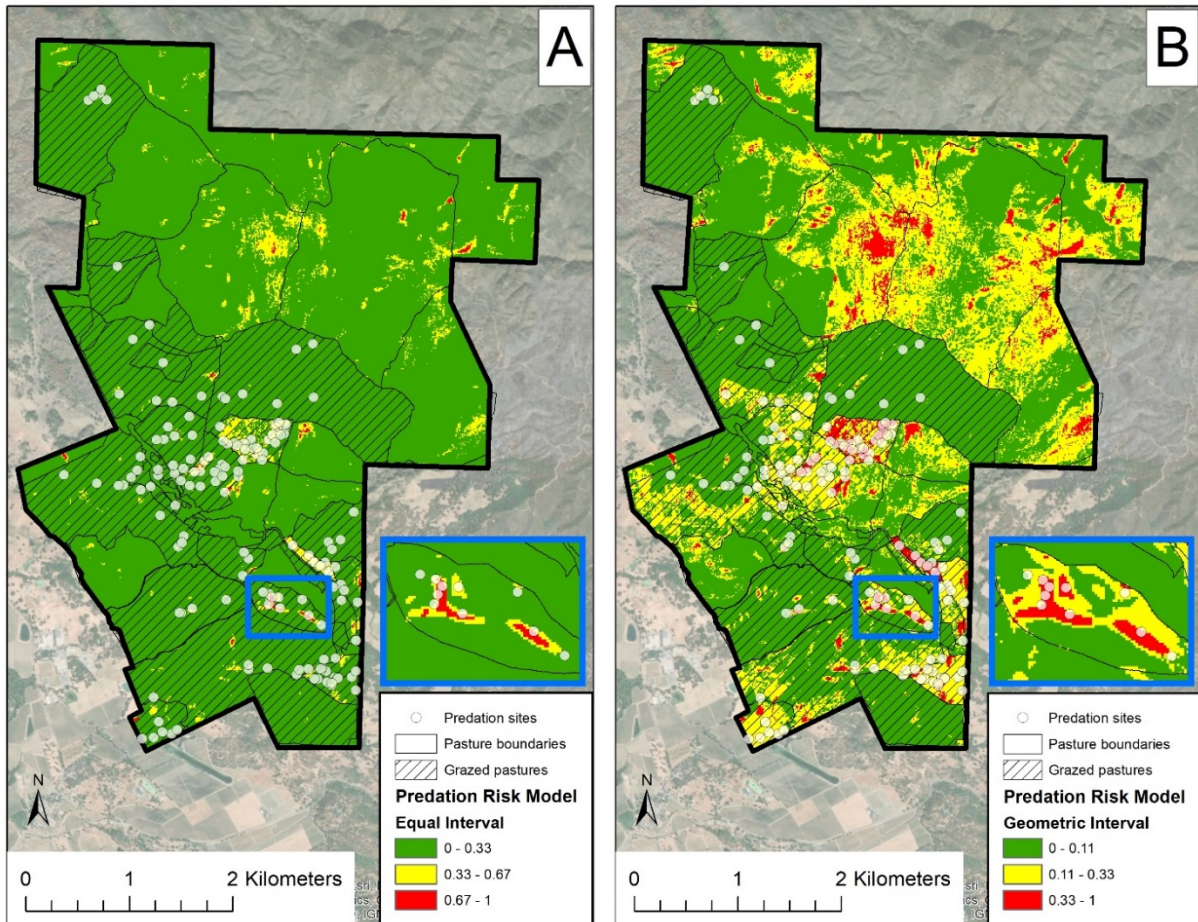 A
Predation sites
Pasture boundaries
Grazed pastures
Predation Risk Model
Equal Interval
0 - 0.33
0.33 - 0.67
0.67 - 1
N
0 1 2 Kilometers
B
Predation sites
Pasture boundaries
Grazed pastures
Predation Risk Model
Geometric Interval
0 - 0.11
0.11 - 0.33
0.33 - 1
N
0 1 2 Kilometers